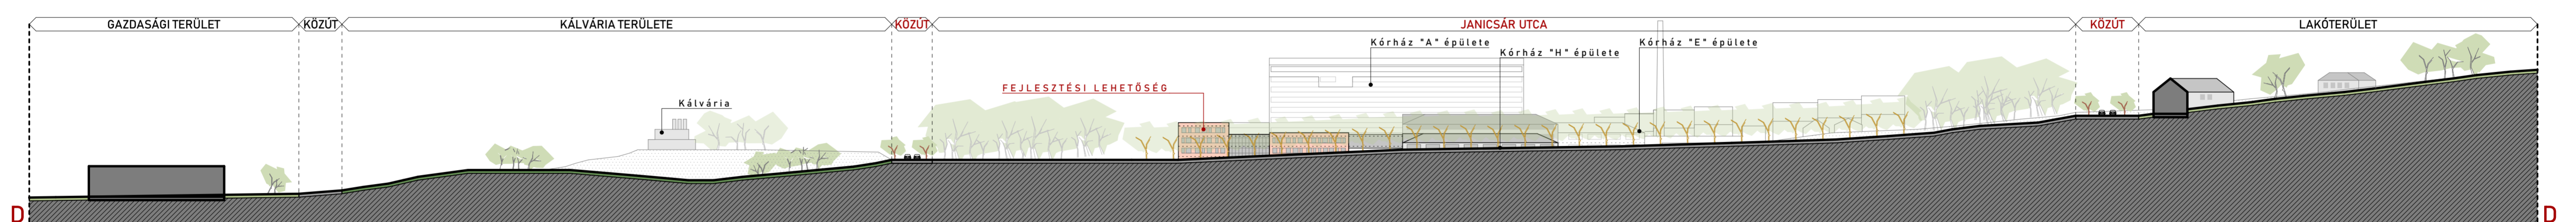 GAZDASÁGI TERÜLET
KÖZÚT
KÁLVÁRIA TERÜLETE
KÖZÚT
JANICSÁR UTCA
KÖZÚT
LAKÓTERÜLET
Kórház "A" épülete
Kórház "H" épülete
Kórház "E" épülete
FEJLESZTÉSI LEHETŐSÉG
Kálvária
D
D